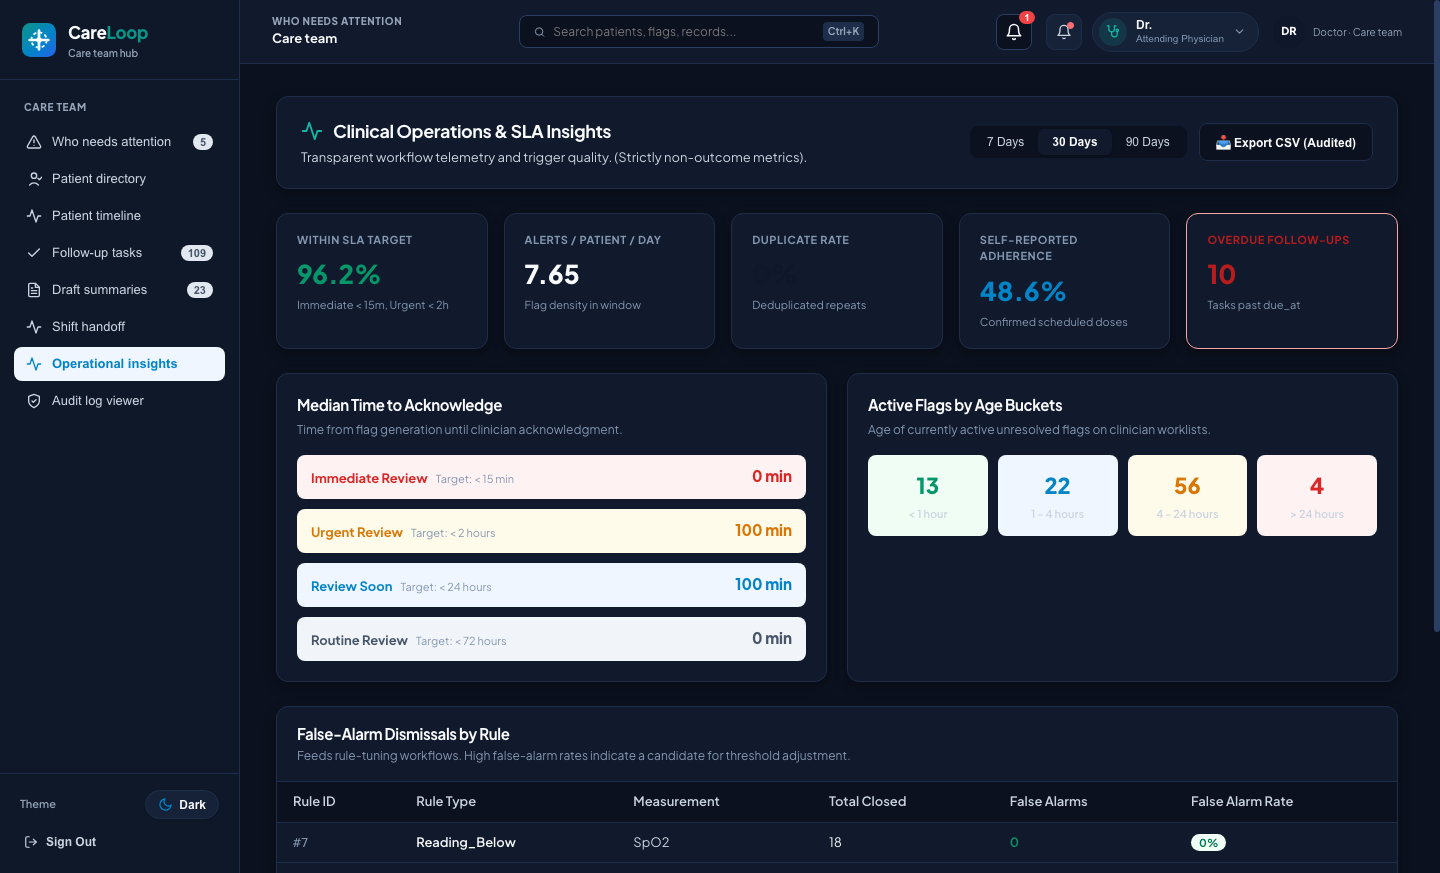 CareLoop
Care team hub
CARE TEAM
Who needs attention 5
Patient directory
Patient timeline
Follow-up tasks 109
Draft summaries 23
Shift handoff
Operational insights
Audit log viewer
Theme Dark
Sign Out
WHO NEEDS ATTENTION
Care team
Search patients, flags, records... Ctrl+K
1
Dr.
Attending Physician
DR Doctor · Care team
Clinical Operations & SLA Insights
Transparent workflow telemetry and trigger quality. (Strictly non-outcome metrics).
7 Days 30 Days 90 Days
Export CSV (Audited)
WITHIN SLA TARGET
96.2%
Immediate < 15m, Urgent < 2h
ALERTS / PATIENT / DAY
7.65
Flag density in window
DUPLICATE RATE
0%
Deduplicated repeats
SELF-REPORTED
ADHERENCE
48.6%
Confirmed scheduled doses
OVERDUE FOLLOW-UPS
10
Tasks past due_at
Median Time to Acknowledge
Time from flag generation until clinician acknowledgment.
Immediate Review Target: < 15 min 0 min
Urgent Review Target: < 2 hours 100 min
Review Soon Target: < 24 hours 100 min
Routine Review Target: < 72 hours 0 min
Active Flags by Age Buckets
Age of currently active unresolved flags on clinician worklists.
13 22 56 4
< 1 hour 1 - 4 hours 4 - 24 hours > 24 hours
False-Alarm Dismissals by Rule
Feeds rule-tuning workflows. High false-alarm rates indicate a candidate for threshold adjustment.
Rule ID Rule Type Measurement Total Closed False Alarms False Alarm Rate
#7 Reading_Below SpO2 18 0 0%